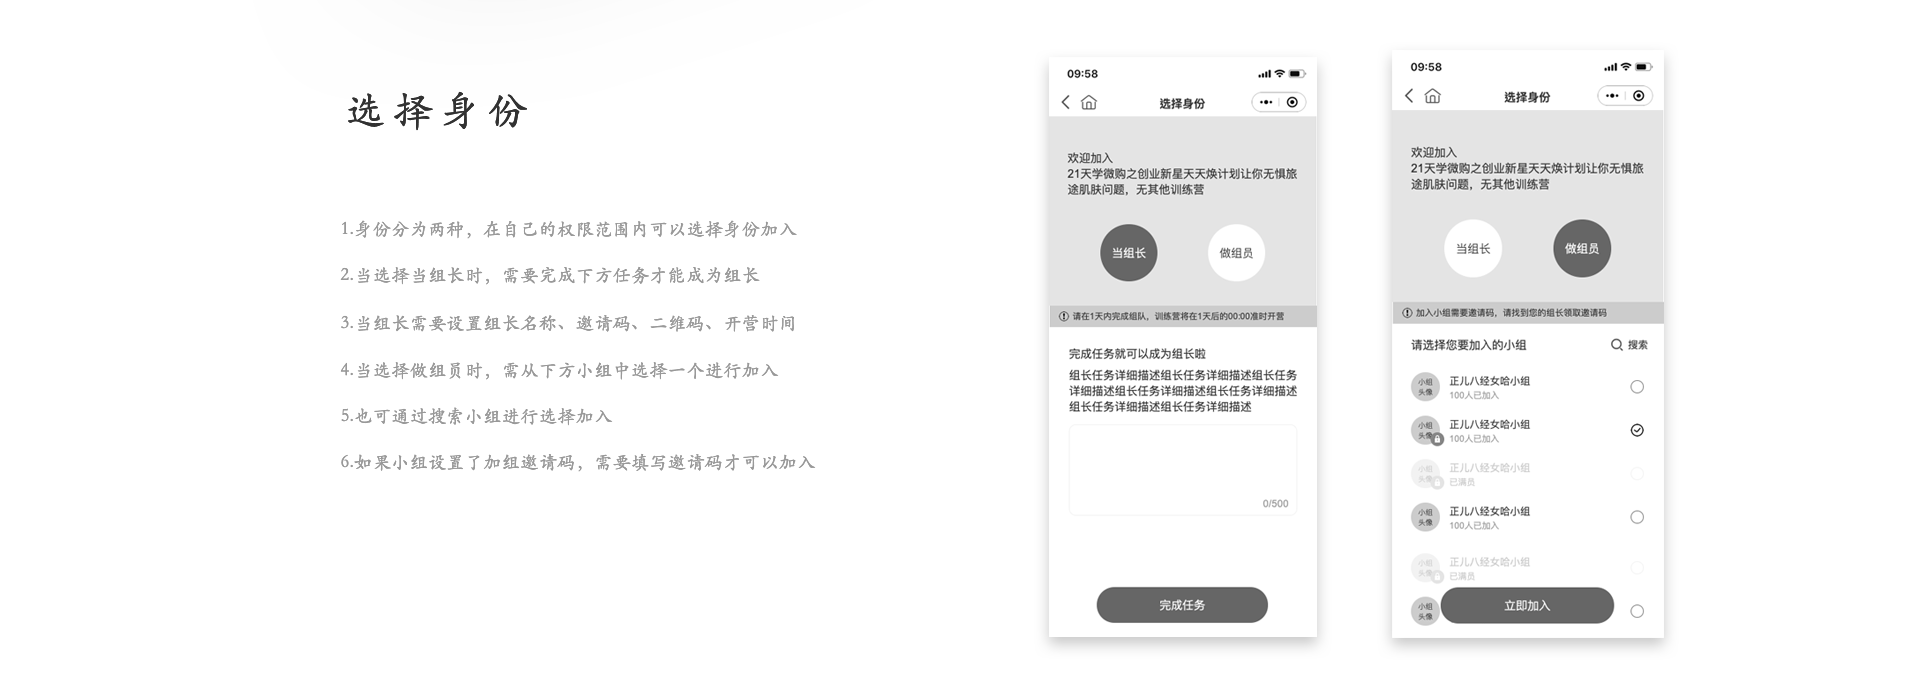 选择身份
1.身份分为两种，在自己的权限范围内可以选择身份加入
2.当选择当组长时，需要完成下方任务才能成为组长
3.当组长需要设置组长名称、邀请码、二维码、开营时间
4.当选择做组员时，需从下方小组中选择一个进行加入
5.也可通过搜索小组进行选择加入
6.如果小组设置了加组邀请码，需要填写邀请码才可以加入
09:58
选择身份
欢迎加入
21天学微购之创业新星天天焕计划让你无惧旅
途肌肤问题，无其他训练营
当组长
做组员
请在1天内完成组队，训练营将在1天后的00:00准时开营
完成任务就可以成为组长啦
组长任务详细描述组长任务详细描述组长任务
详细描述组长任务详细描述组长任务详细描述
组长任务详细描述组长任务详细描述
0/500
完成任务
09:58
选择身份
欢迎加入
21天学微购之创业新星天天焕计划让你无惧旅
途肌肤问题，无其他训练营
当组长
做组员
加入小组需要邀请码，请找到您的组长领取邀请码
请选择您要加入的小组
搜索
小组
头像
正儿八经女哈小组
100人已加入
小组
头像
正儿八经女哈小组
100人已加入
小组
头像
正儿八经女哈小组
已满员
小组
头像
正儿八经女哈小组
100人已加入
小组
头像
正儿八经女哈小组
已满员
小组
头像
立即加入